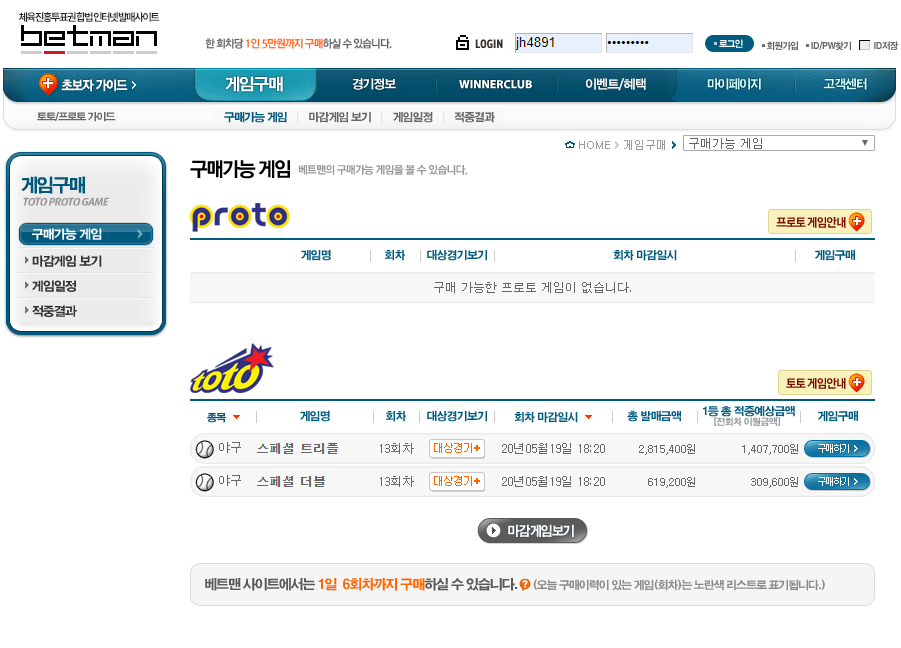 체육진흥투표권 합법 인터넷발매사이트
betman
한 회차당 1인 5만원까지 구매하실 수 있습니다.
LOGIN jh4891 ••••••••• 로그인 회원가입 ID/PW찾기 ID저장
초보자 가이드 게임구매 경기정보 WINNERCLUB 이벤트/혜택 마이페이지 고객센터
토토/프로토 가이드 구매가능 게임 마감게임 보기 게임일정 적중결과
HOME > 게임구매 > 구매가능 게임
게임구매
TOTO PROTO GAME
구매가능 게임
마감게임 보기
게임일정
적중결과
구매가능 게임 베트맨의 구매가능 게임을 볼 수 있습니다.
proto
프로토 게임안내
게임명 회차 대상경기보기 회차 마감일시 게임구매
구매 가능한 프로토 게임이 없습니다.
toto
토토 게임안내
종목 게임명 회차 대상경기보기 회차 마감일시 총 발매금액 1등 총 적중예상금액 게임구매
[전회차 이월금액]
야구 스페셜 트리플 13회차 대상경기+ 20년05월19일 18:20 2,815,400원 1,407,700원 구매하기
야구 스페셜 더블 13회차 대상경기+ 20년05월19일 18:20 619,200원 309,600원 구매하기
마감게임보기
베트맨 사이트에서는 1일 6회차까지 구매하실 수 있습니다. ? (오늘 구매이력이 있는 게임(회차)는 노란색 리스트로 표기됩니다.)